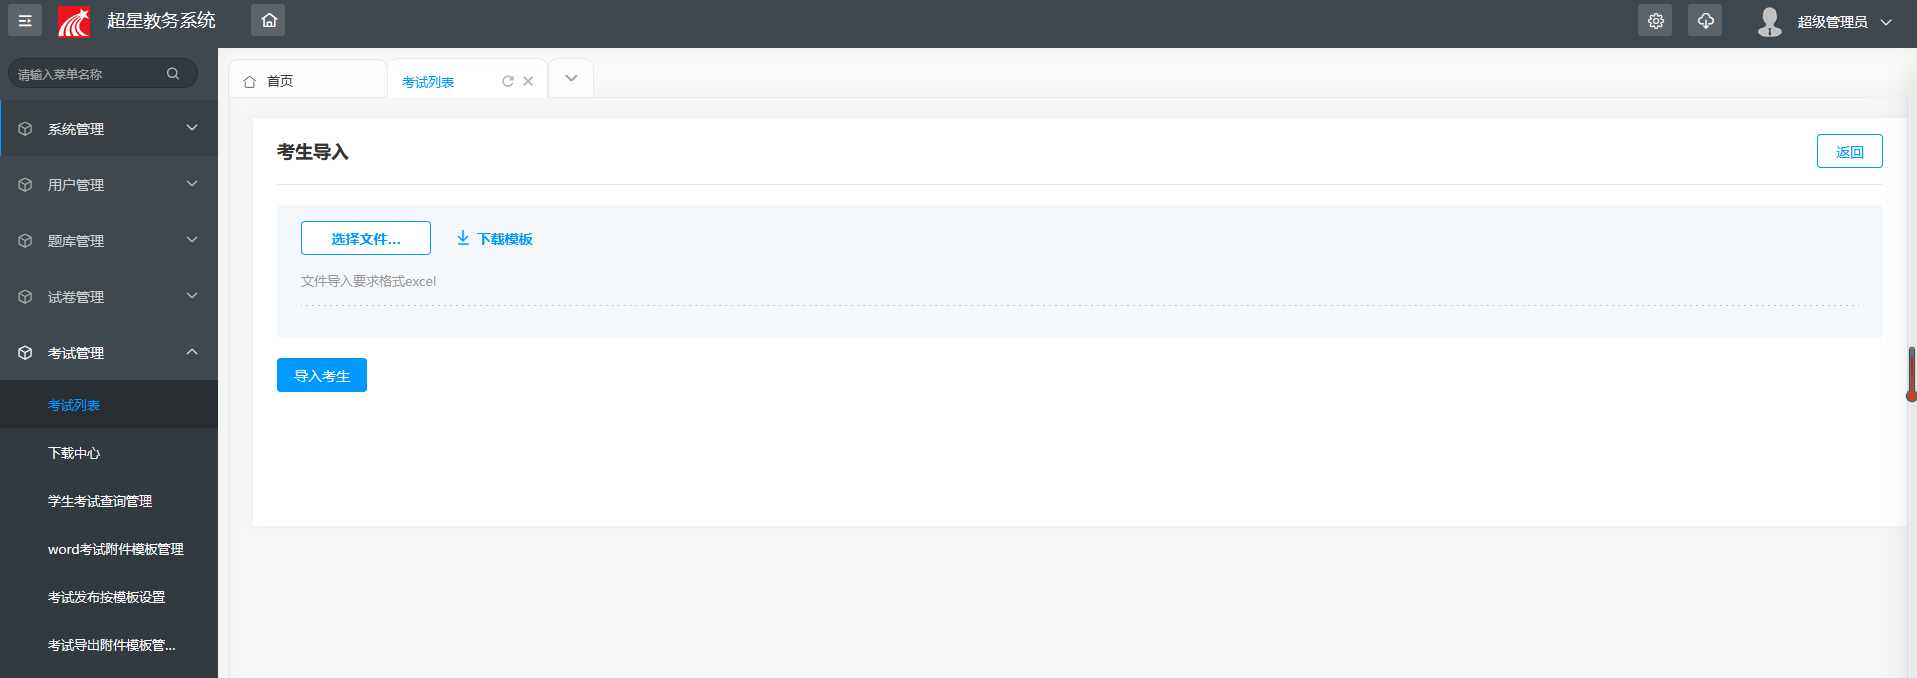 超星教务系统
超级管理员
请输入菜单名称
首页
考试列表
系统管理
用户管理
题库管理
试卷管理
考试管理
考试列表
下载中心
学生考试查询管理
word考试附件模板管理
考试发布按模板设置
考试导出附件模板管...
考生导入
返回
选择文件...
下载模板
文件导入要求格式excel
导入考生